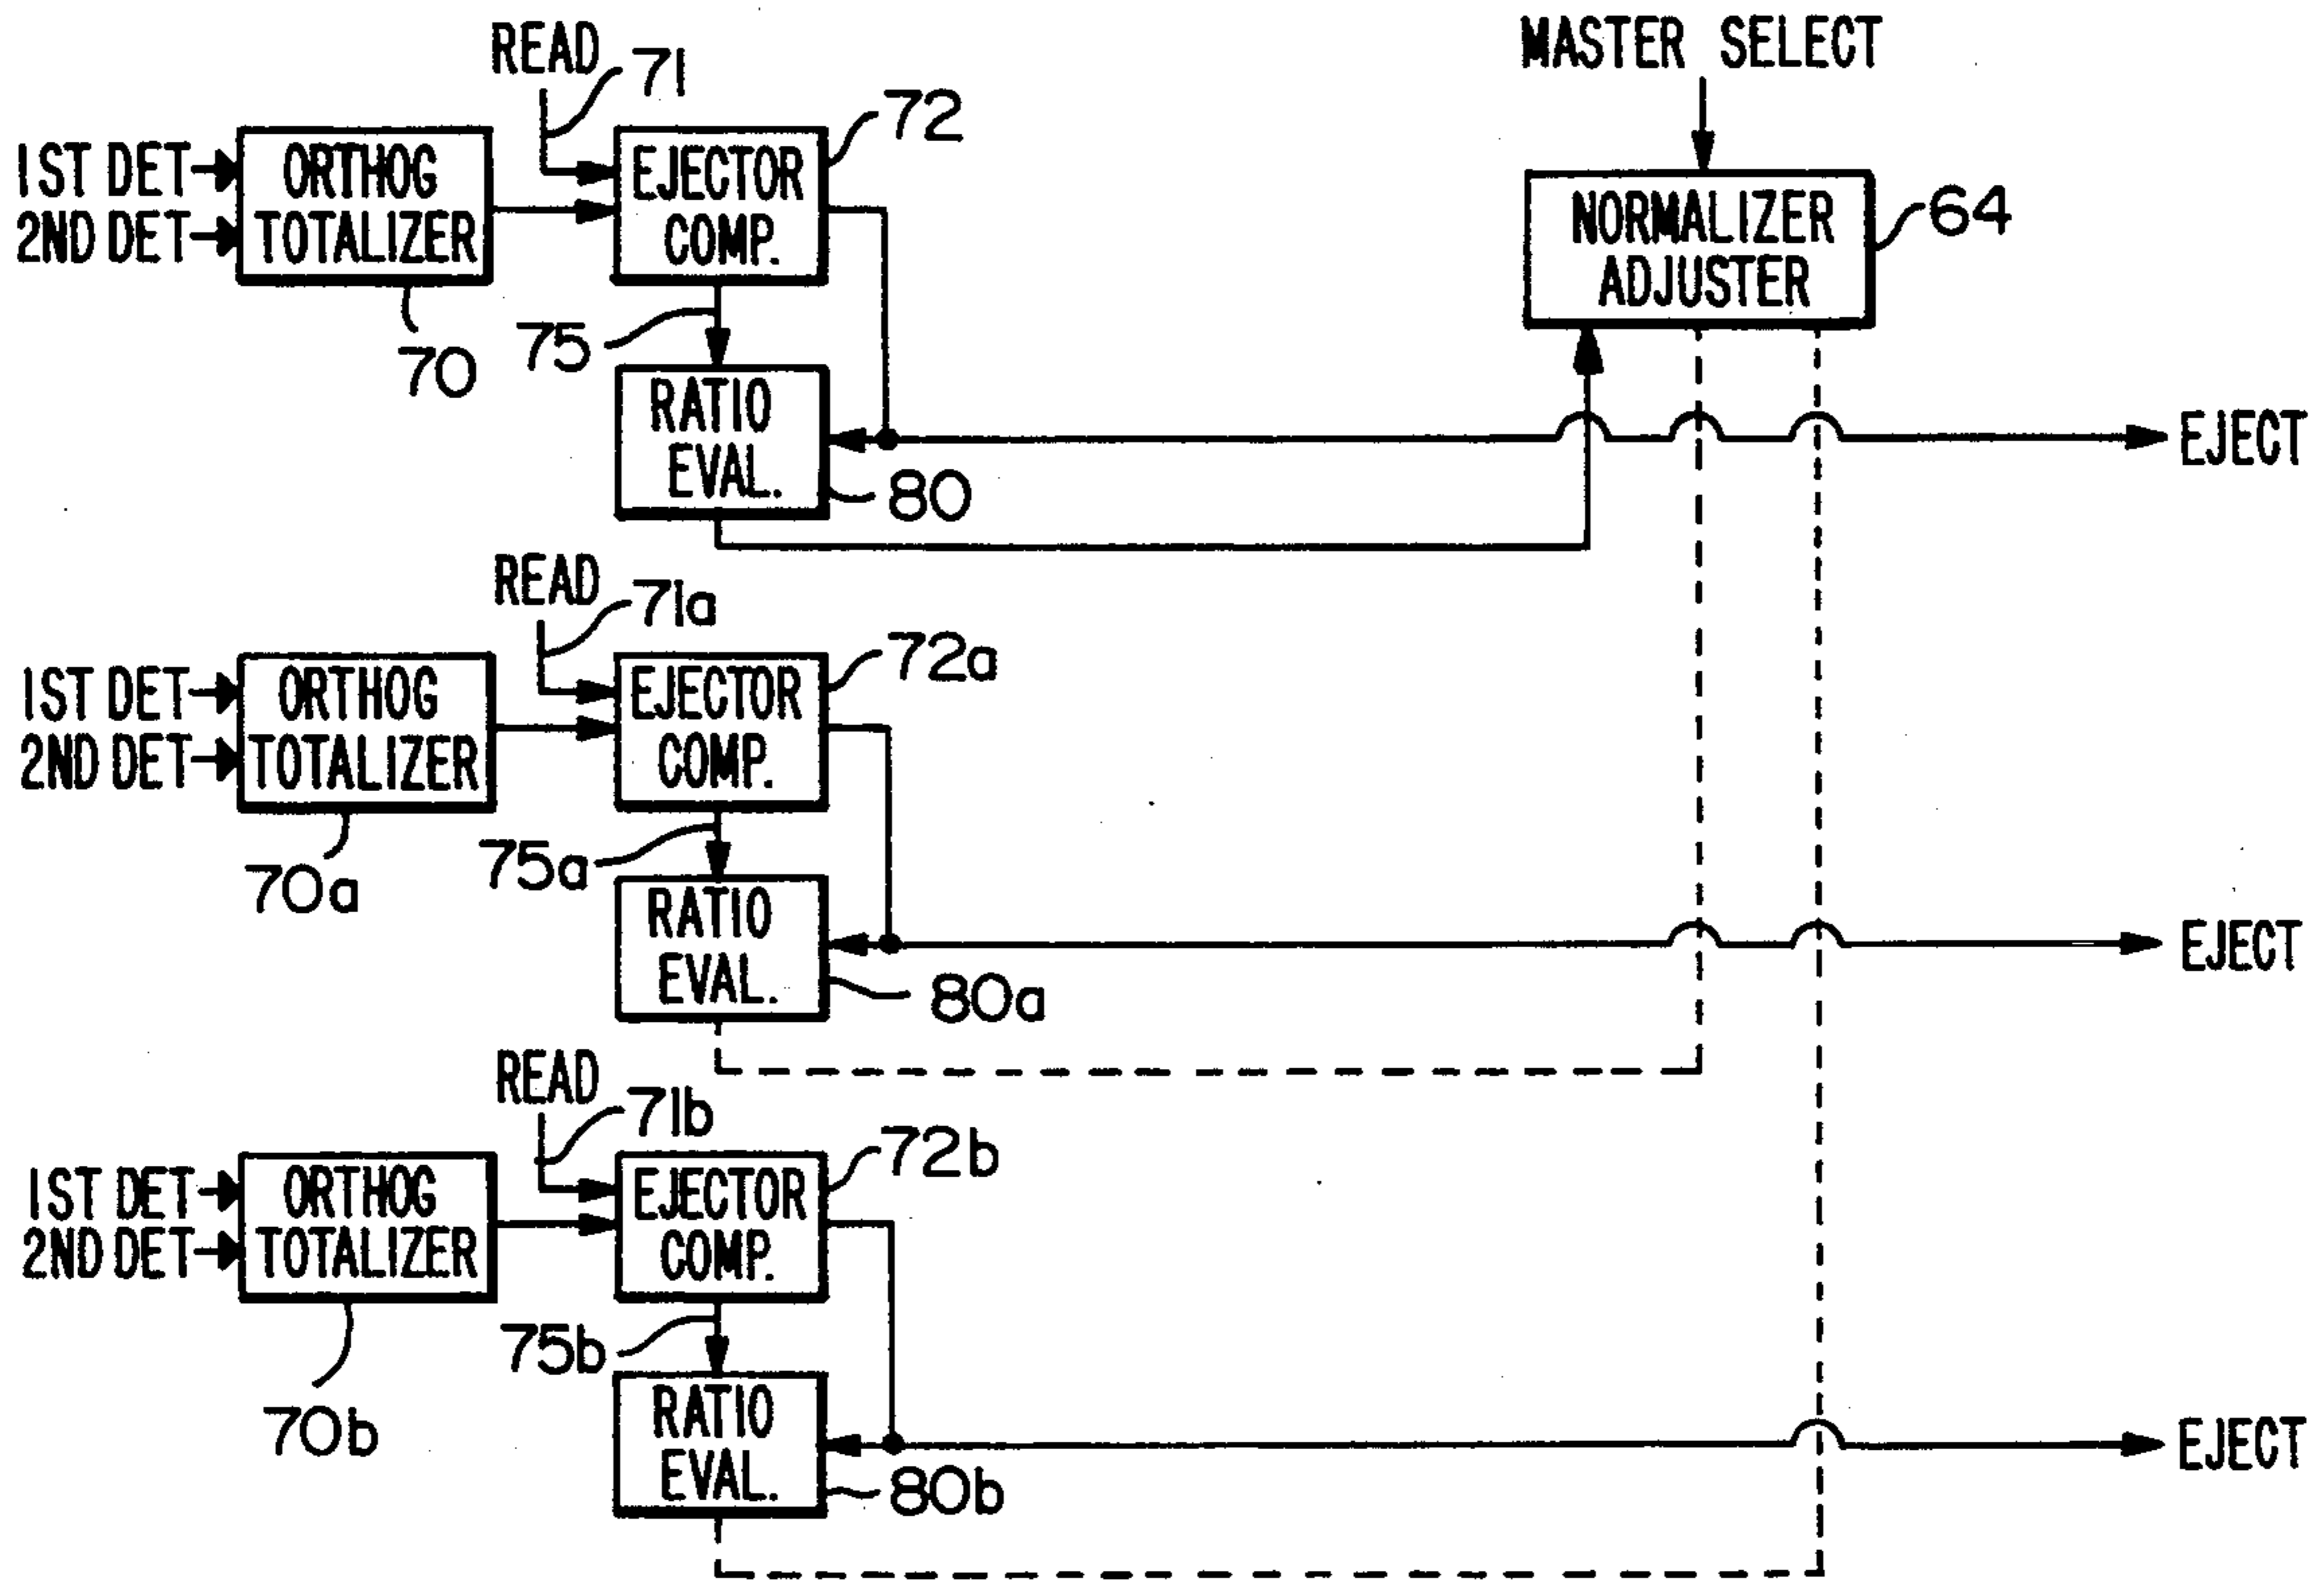 READ
71
72
MASTER SELECT
1ST DET
2ND DET
ORTHOG
TOTALIZER
EJECTOR
COMP.
NORMALIZER
ADJUSTER
64
70
75
RATIO
EVAL.
80
EJECT
READ
71a
72a
1ST DET
2ND DET
ORTHOG
TOTALIZER
EJECTOR
COMP.
70a
75a
RATIO
EVAL.
80a
EJECT
READ
71b
72b
1ST DET
2ND DET
ORTHOG
TOTALIZER
EJECTOR
COMP.
70b
75b
RATIO
EVAL.
80b
EJECT